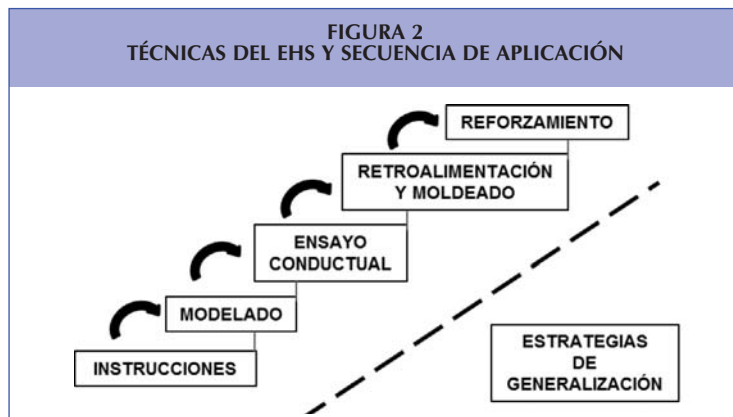 FIGURA 2
TÉCNICAS DEL EHS Y SECUENCIA DE APLICACIÓN
REFORZAMIENTO
RETROALIMENTACIÓN
Y MOLDEADO
ENSAYO
CONDUCTUAL
MODELADO
INSTRUCCIONES
ESTRATEGIAS
DE
GENERALIZACIÓN